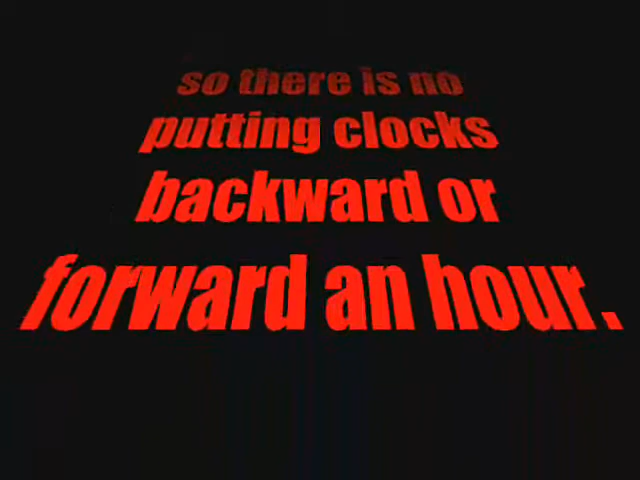 so there is no
putting clocks
backward or
forward an hour.